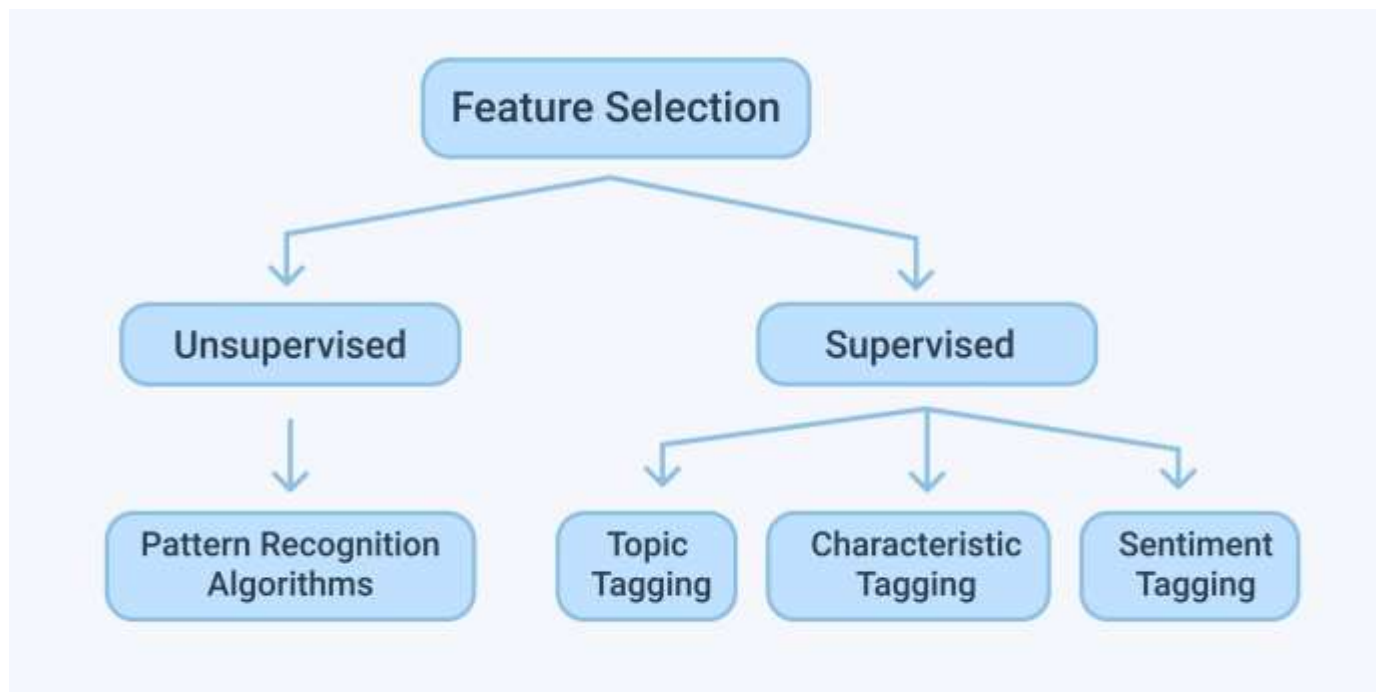 Feature Selection
Unsupervised
Supervised
Pattern Recognition
Algorithms
Topic
Tagging
Characteristic
Tagging
Sentiment
Tagging